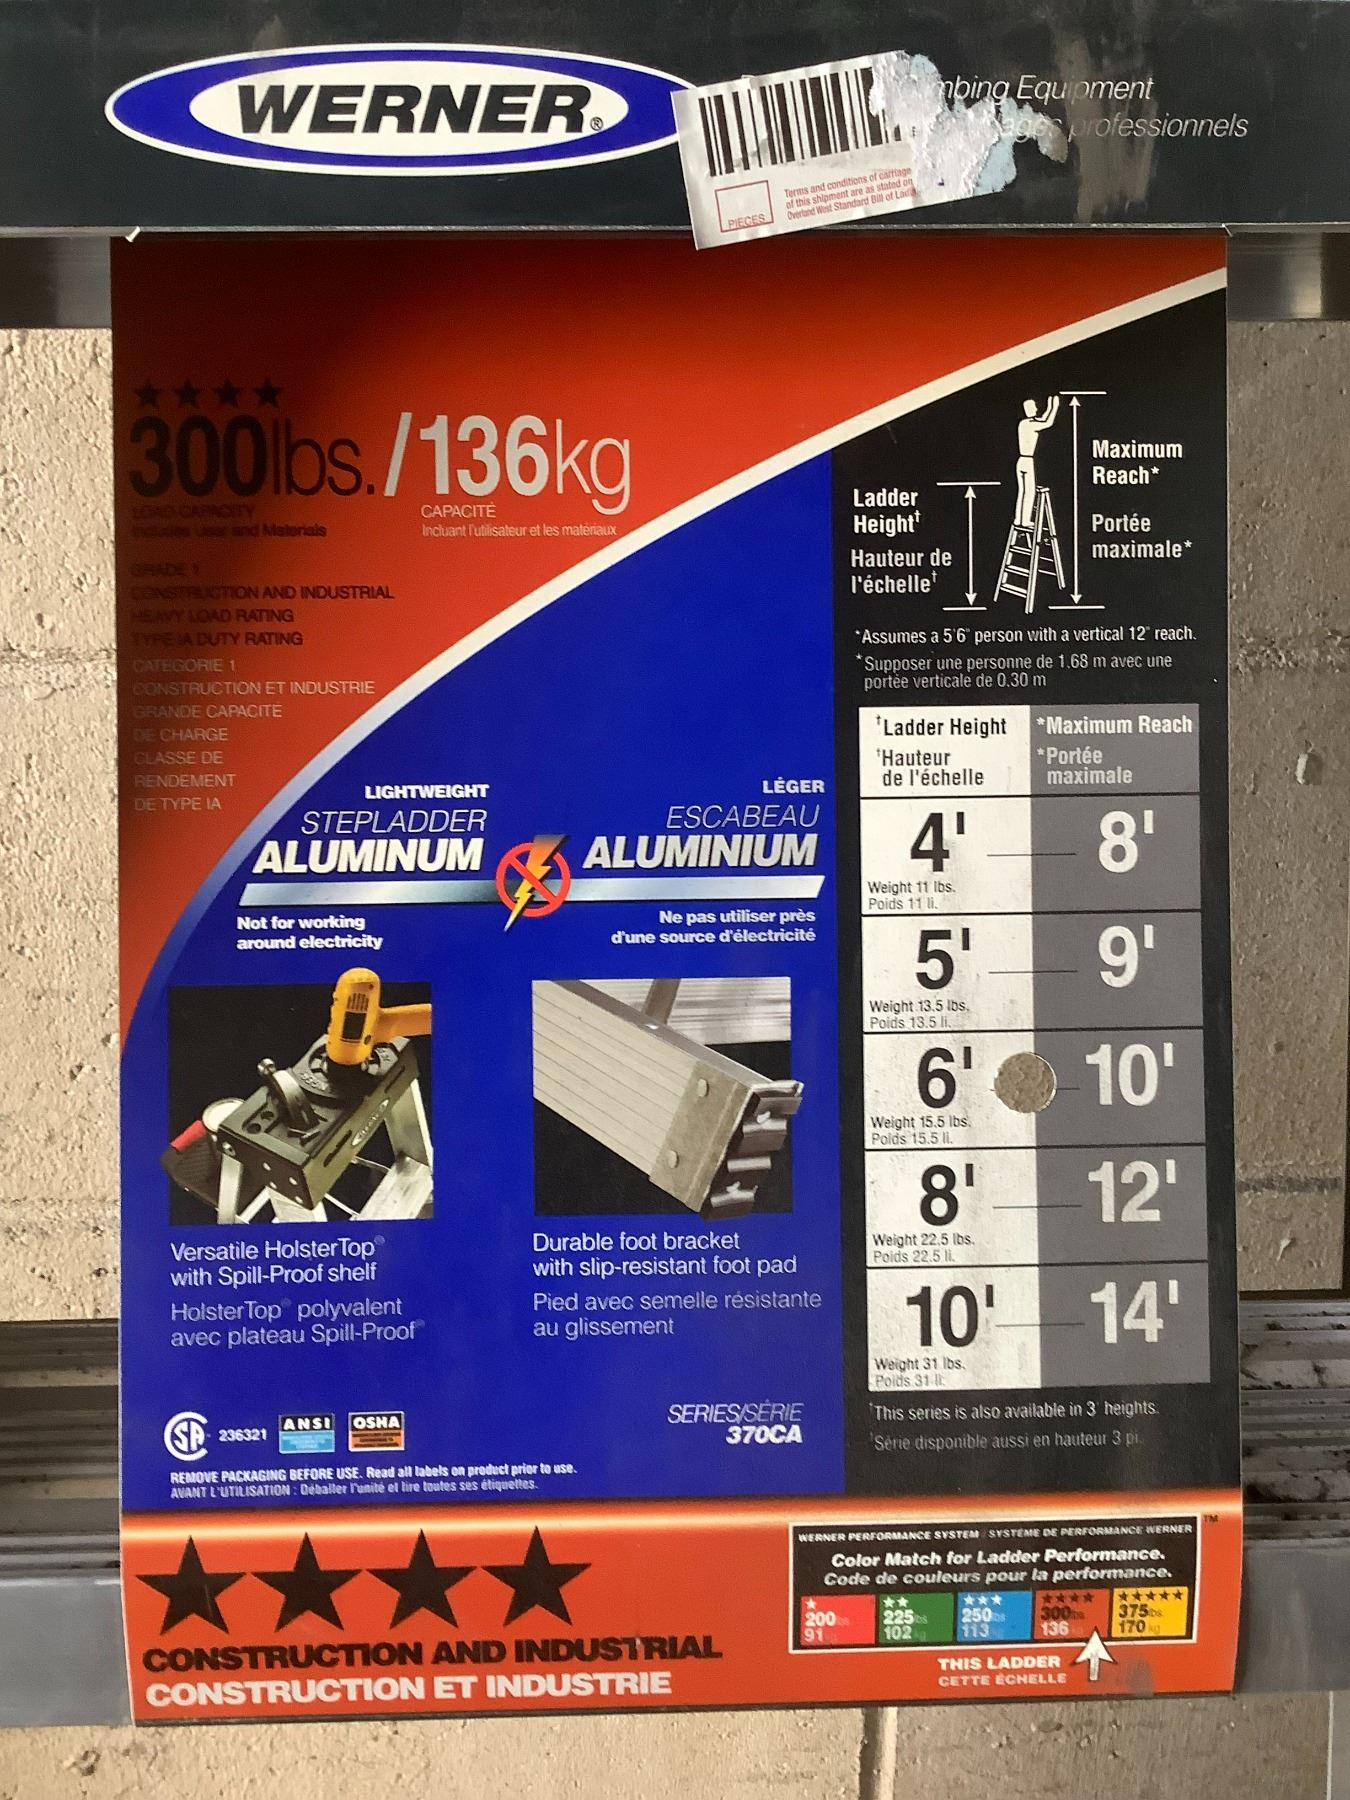 WERNER®
Equipment
professionnels
PIECES
Terms and conditions of carriage
of this shipment are as stated on
Overland West Standard Bill of
300lbs./136kg
LOAD CAPACITY
Includes User and Materials
CAPACITÉ
Incluant l'utilisateur et les matériaux
GRADE 1
CONSTRUCTION AND INDUSTRIAL
HEAVY LOAD RATING
TYPE IA DUTY RATING
CATEGORIE 1
CONSTRUCTION ET INDUSTRIE
GRANDE CAPACITE
DE CHARGE
CLASSE DE
RENDEMENT
DE TYPE IA
LIGHTWEIGHT
STEPLADDER
ALUMINUM
LÉGER
ESCABEAU
ALUMINIUM
Not for working
around electricity
Ne pas utiliser près
d'une source d'électricité
Versatile HolsterTop®
with Spill-Proof shelf
HolsterTop® polyvalent
avec plateau Spill-Proof®
Durable foot bracket
with slip-resistant foot pad
Pied avec semelle résistante
au glissement
SA 236321
ANSI
OSHA
SERIES/SÉRIE
370CA
REMOVE PACKAGING BEFORE USE. Read all labels on product prior to use.
AVANT L'UTILISATION : Déballer l'unité et lire toutes ses étiquettes.
Ladder
Height†
Hauteur de
l'échelle†
Maximum
Reach*
Portée
maximale*
*Assumes a 5'6" person with a vertical 12" reach.
*Supposer une personne de 1.68 m avec une
portée verticale de 0.30 m
†Ladder Height *Maximum Reach
†Hauteur
de l'échelle
*Portée
maximale
4' 8'
Weight 11 lbs.
Poids 11 li.
5' 9'
Weight 13.5 lbs.
Poids 13.5 li.
6' 10'
Weight 15.5 lbs.
Poids 15.5 li.
8' 12'
Weight 22.5 lbs.
Poids 22.5 li.
10' 14'
Weight 31 lbs.
Poids 31 li.
†This series is also available in 3' heights.
†Série disponible aussi en hauteur 3 pi.
CONSTRUCTION AND INDUSTRIAL
CONSTRUCTION ET INDUSTRIE
WERNER PERFORMANCE SYSTEM / SYSTÈME DE PERFORMANCE WERNER ™
Color Match for Ladder Performance.
Code de couleurs pour la performance.
200lbs 225lbs 250lbs 300lbs 375lbs
91kg 102kg 113kg 136kg 170kg
THIS LADDER
CETTE ÉCHELLE